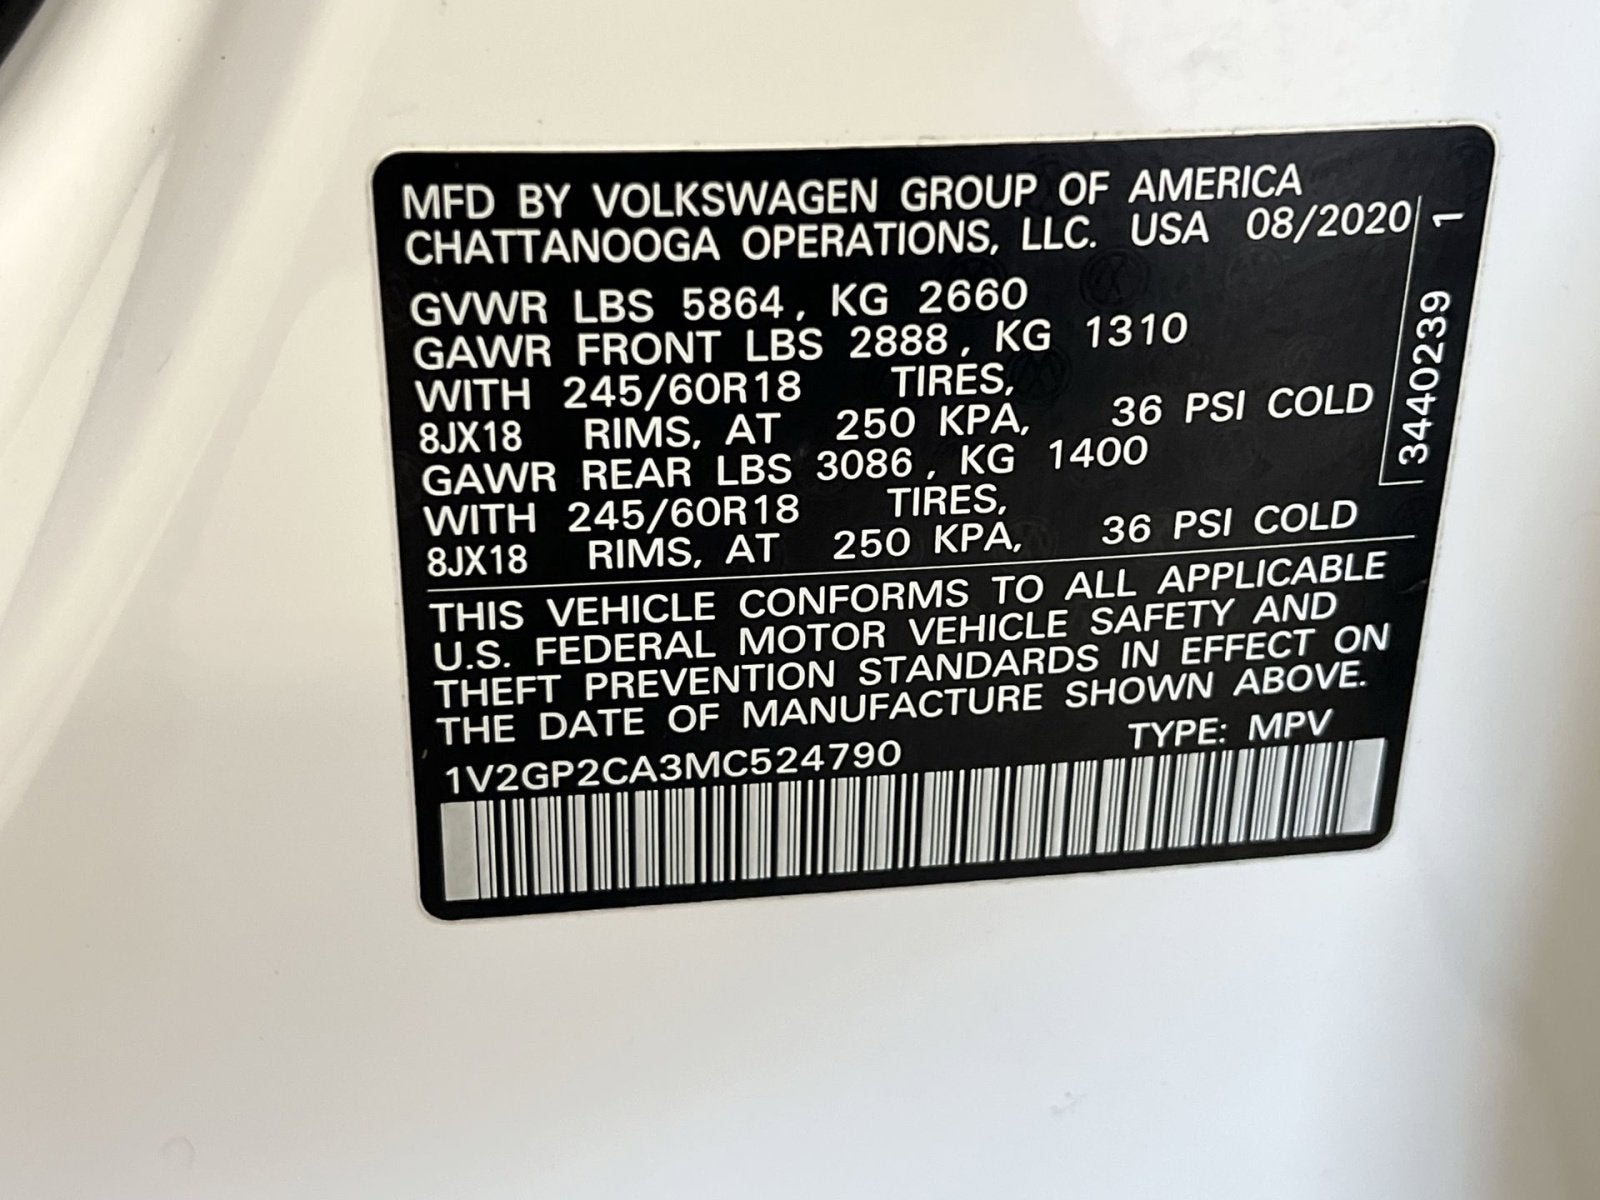 MFD BY VOLKSWAGEN GROUP OF AMERICA
CHATTANOOGA OPERATIONS, LLC. USA 08/2020
GVWR LBS 5864, KG 2660
GAWR FRONT LBS 2888, KG 1310
WITH 245/60R18 TIRES,
8JX18 RIMS, AT 250 KPA, 36 PSI COLD
GAWR REAR LBS 3086, KG 1400
WITH 245/60R18 TIRES,
8JX18 RIMS, AT 250 KPA, 36 PSI COLD
THIS VEHICLE CONFORMS TO ALL APPLICABLE
U.S. FEDERAL MOTOR VEHICLE SAFETY AND
THEFT PREVENTION STANDARDS IN EFFECT ON
THE DATE OF MANUFACTURE SHOWN ABOVE.
1V2GP2CA3MC524790 TYPE: MPV
3440239 1